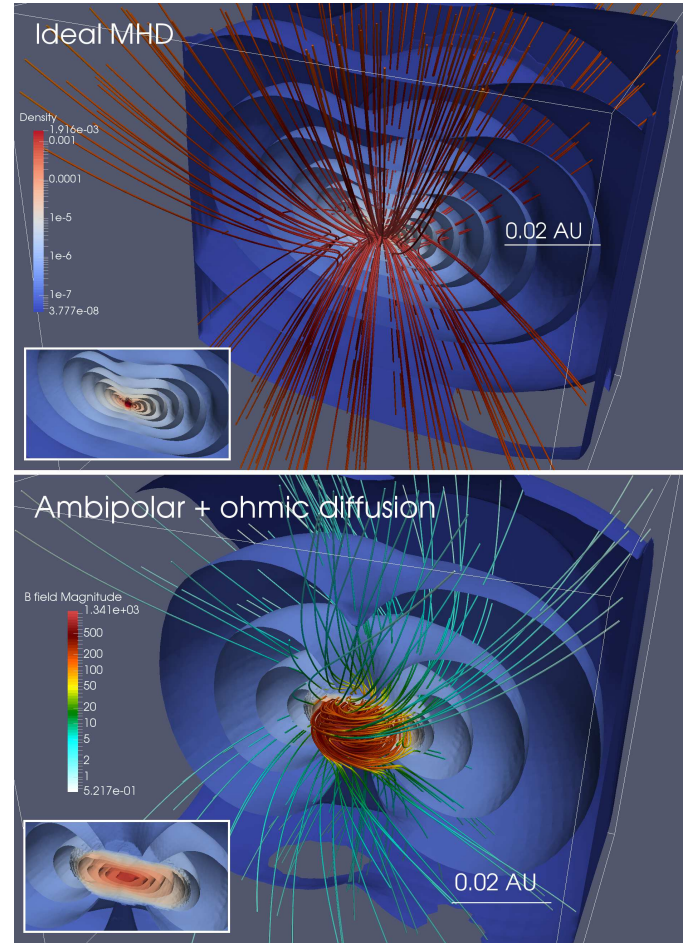 Ideal MHD
Density
1.916e-03
0.001
0.0001
1e-5
1e-6
1e-7
3.777e-08
0.02 AU
Ambipolar + ohmic diffusion
B field Magnitude
1.341e+03
500
200
100
50
20
10
5
2
1
5.217e-01
0.02 AU